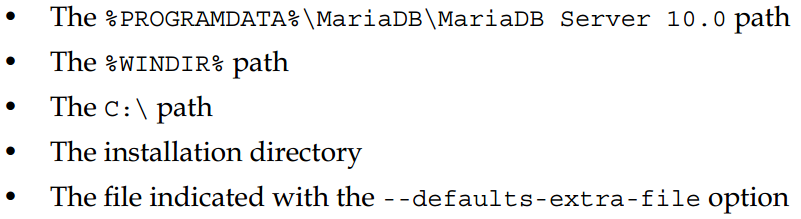 • The %PROGRAMDATA%\MariaDB\MariaDB Server 10.0 path
• The %WINDIR% path
• The C:\ path
• The installation directory
• The file indicated with the --defaults-extra-file option